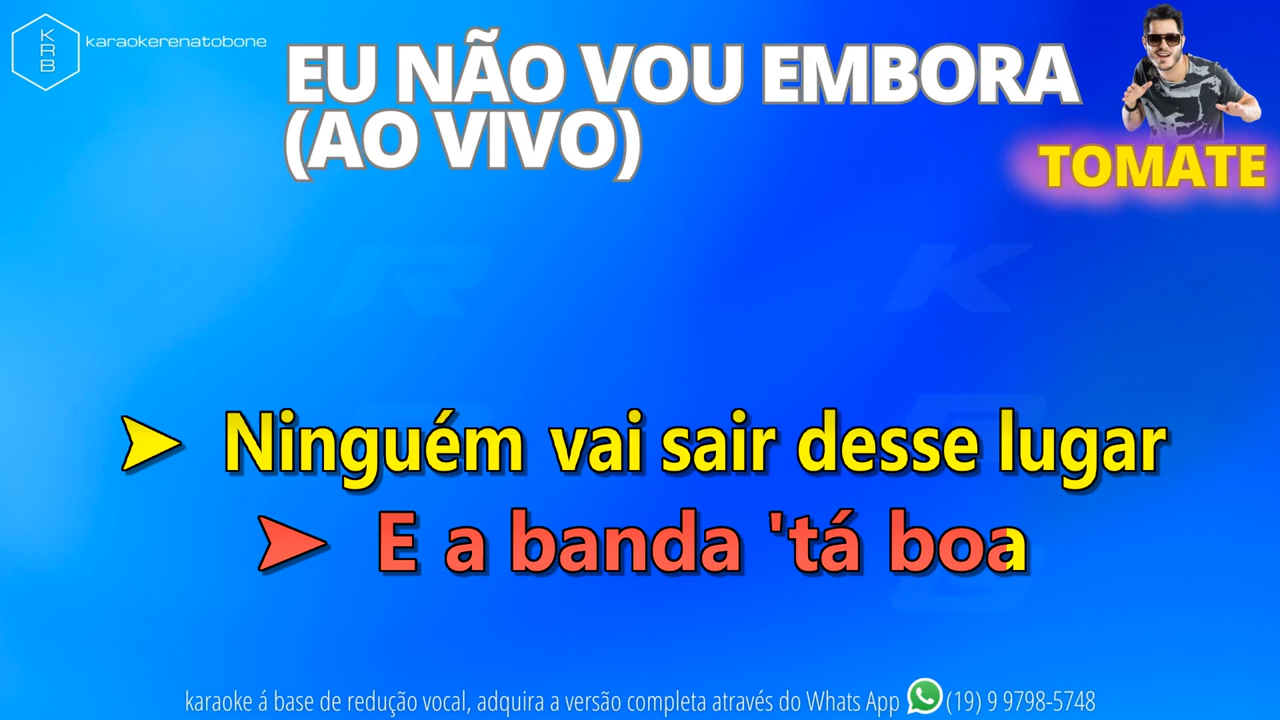 K
R
B
karaokerenatobone
EU NÃO VOU EMBORA
(AO VIVO)
TOMATE
R
K
B
➤ Ninguém vai sair desse lugar
➤ E a banda 'tá boa
karaoke á base de redução vocal, adquira a versão completa através do Whats App (19) 9 9798-5748